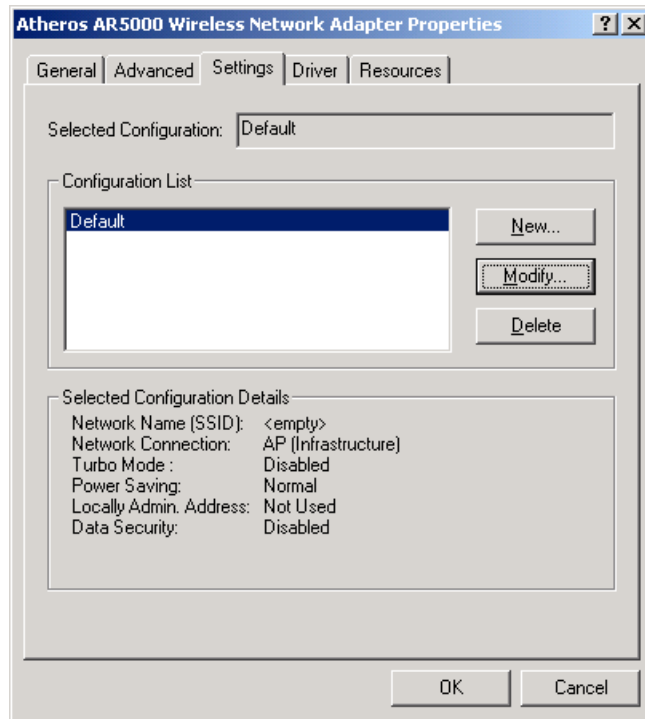 Atheros AR5000 Wireless Network Adapter Properties
General Advanced Settings Driver Resources
Selected Configuration: Default
Configuration List
Default
New...
Modify...
Delete
Selected Configuration Details
Network Name (SSID): <empty>
Network Connection: AP (Infrastructure)
Turbo Mode : Disabled
Power Saving: Normal
Locally Admin. Address: Not Used
Data Security: Disabled
OK Cancel